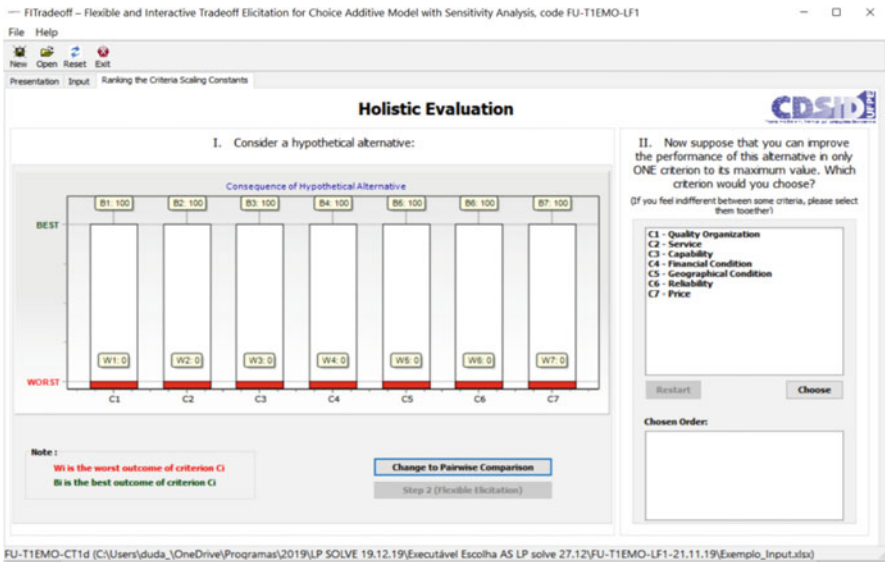 FITradeoff – Flexible and Interactive Tradeoff Elicitation for Choice Additive Model with Sensitivity Analysis, code FU-T1EMO-LF1
File Help
New Open Reset Exit
Presentation Input Ranking the Criteria Scaling Constants
Holistic Evaluation
CDSID UFPE
I. Consider a hypothetical alternative:
Consequence of Hypothetical Alternative
B1: 100 B2: 100 B3: 100 B4: 100 B5: 100 B6: 100 B7: 100
BEST
W1: 0 W2: 0 W3: 0 W4: 0 W5: 0 W6: 0 W7: 0
WORST
C1 C2 C3 C4 C5 C6 C7
Note :
Wi is the worst outcome of criterion Ci
Bi is the best outcome of criterion Ci
Change to Pairwise Comparison
Step 2 (Flexible Elicitation)
II. Now suppose that you can improve
the performance of this alternative in only
ONE criterion to its maximum value. Which
criterion would you choose?
(If you feel indifferent between some criteria, please select
them together)
C1 - Quality Organization
C2 - Service
C3 - Capability
C4 - Financial Condition
C5 - Geographical Condition
C6 - Reliability
C7 - Price
Restart Choose
Chosen Order:
FU-T1EMO-CT1d (C:\Users\duda_\OneDrive\Programas\2019\LP SOLVE 19.12.19\Executável Escolha AS LP solve 27.12\FU-T1EMO-LF1-21.11.19\Exemplo_Input.xlsx)